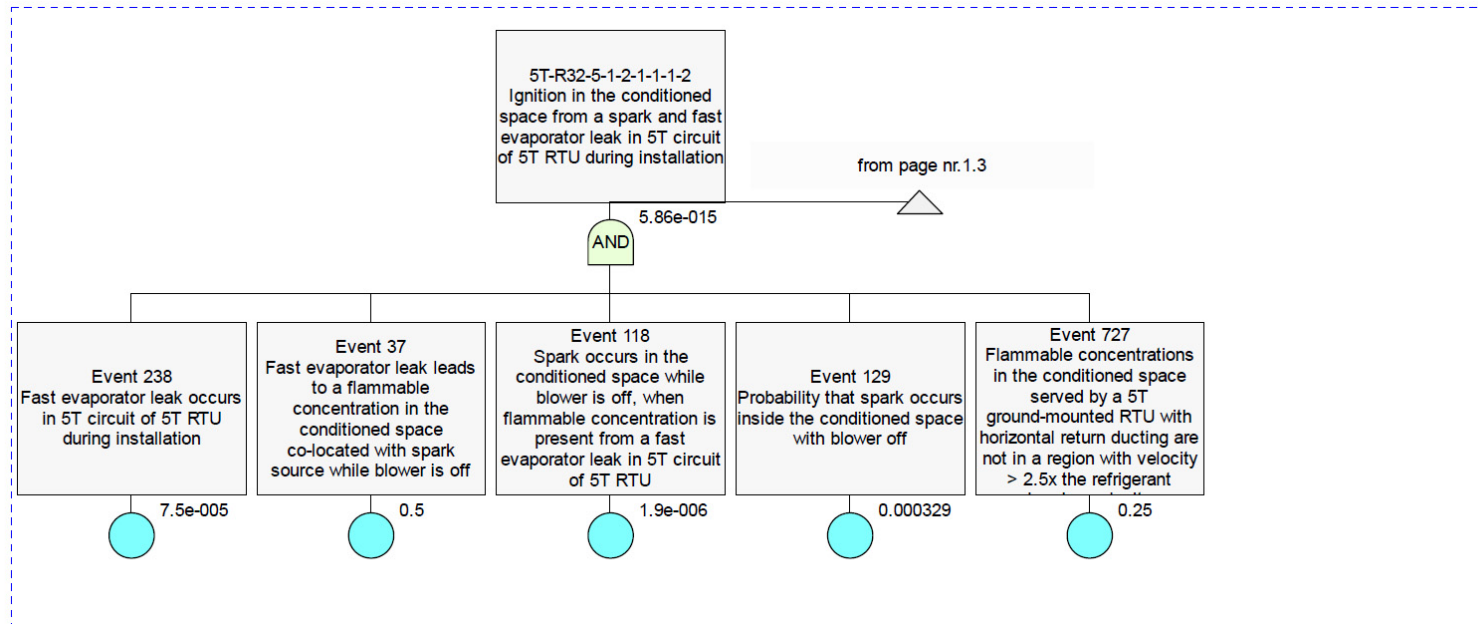 5T-R32-5-1-2-1-1-1-2
Ignition in the conditioned
space from a spark and fast
evaporator leak in 5T circuit
of 5T RTU during installation
from page nr.1.3
5.86e-015
AND
Event 238
Fast evaporator leak occurs
in 5T circuit of 5T RTU
during installation
7.5e-005
Event 37
Fast evaporator leak leads
to a flammable
concentration in the
conditioned space
co-located with spark
source while blower is off
0.5
Event 118
Spark occurs in the
conditioned space while
blower is off, when
flammable concentration is
present from a fast
evaporator leak in 5T circuit
of 5T RTU
1.9e-006
Event 129
Probability that spark occurs
inside the conditioned space
with blower off
0.000329
Event 727
Flammable concentrations
in the conditioned space
served by a 5T
ground-mounted RTU with
horizontal return ducting are
not in a region with velocity
> 2.5x the refrigerant
0.25